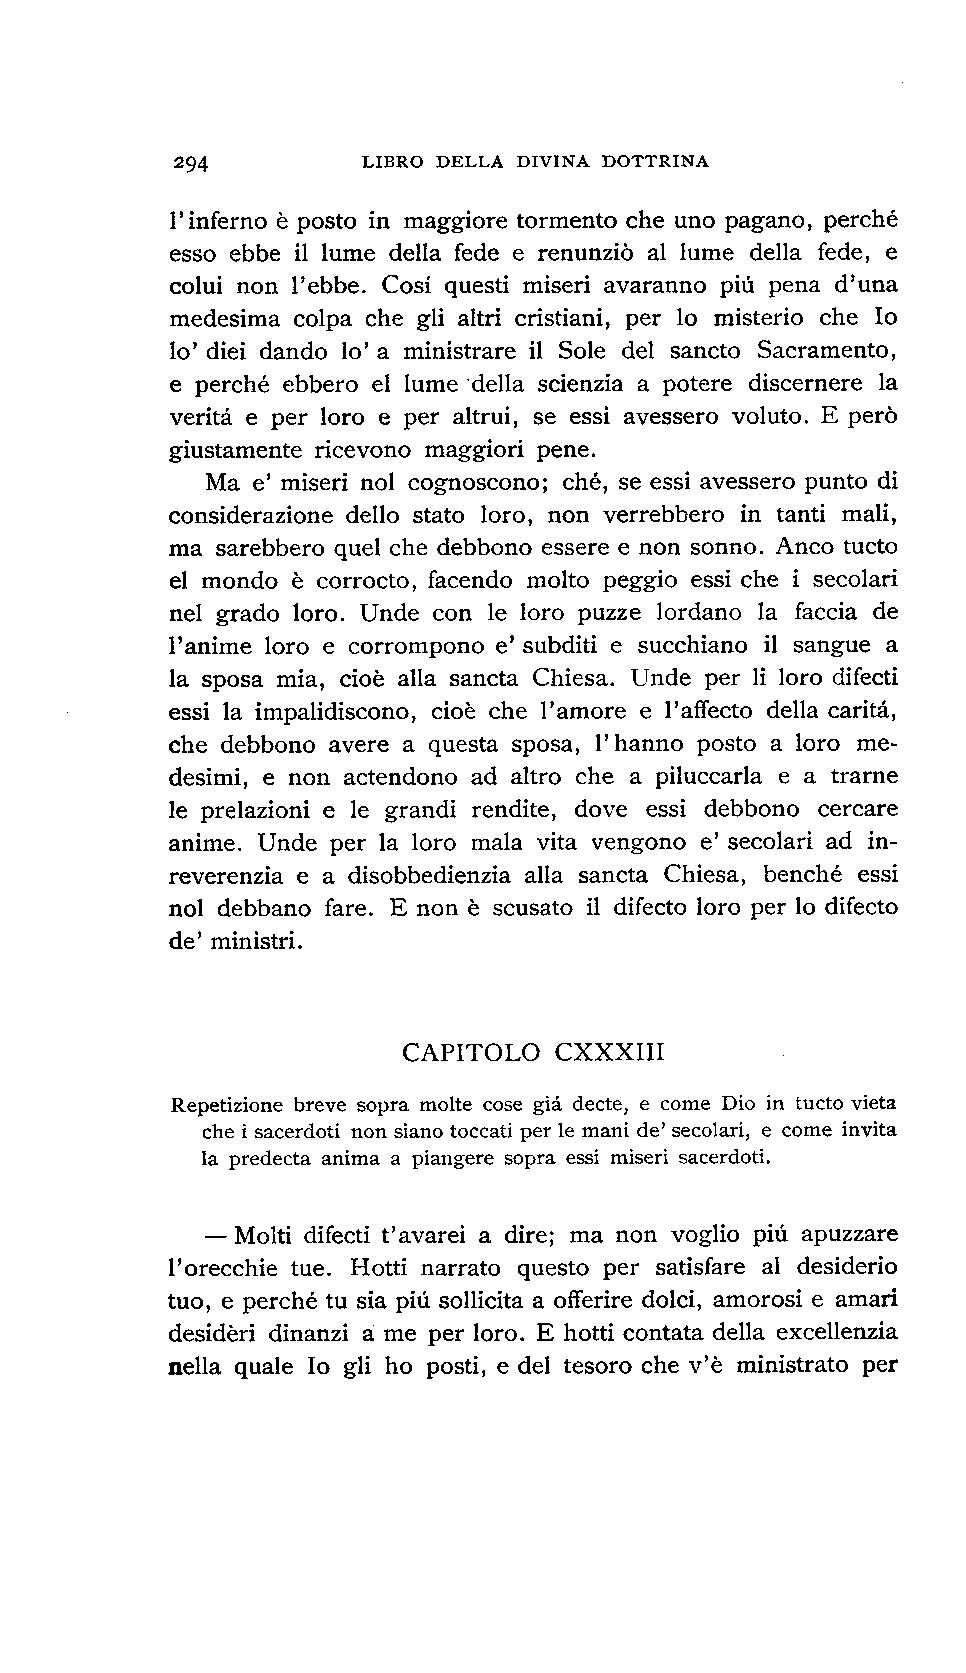 294 LIBRO DELLA DIVINA DOTTRINA
l'inferno è posto in maggiore tormento che uno pagano, perché
esso ebbe il lume della fede e renunziò al lume della fede, e
colui non l'ebbe. Cosí questi miseri avaranno piú pena d'una
medesima colpa che gli altri cristiani, per lo misterio che Io
lo' diei dando lo' a ministrare il Sole del sancto Sacramento,
e perché ebbero el lume della scienzia a potere discernere la
veritá e per loro e per altrui, se essi avessero voluto. E però
giustamente ricevono maggiori pene.
Ma e' miseri nol cognoscono; ché, se essi avessero punto di
considerazione dello stato loro, non verrebbero in tanti mali,
ma sarebbero quel che debbono essere e non sonno. Anco tucto
el mondo è corrocto, facendo molto peggio essi che i secolari
nel grado loro. Unde con le loro puzze lordano la faccia de
l'anime loro e corrompono e' subditi e succhiano il sangue a
la sposa mia, cioè alla sancta Chiesa. Unde per li loro difecti
essi la impalidiscono, cioè che l'amore e l'affecto della caritá,
che debbono avere a questa sposa, l'hanno posto a loro me-
desimi, e non actendono ad altro che a piluccarla e a trarne
le prelazioni e le grandi rendite, dove essi debbono cercare
anime. Unde per la loro mala vita vengono e' secolari ad in-
reverenzia e a disobbedienzia alla sancta Chiesa, benché essi
nol debbano fare. E non è scusato il difecto loro per lo difecto
de' ministri.
CAPITOLO CXXXIII
Repetizione breve sopra molte cose giá decte, e come Dio in tucto vieta
che i sacerdoti non siano toccati per le mani de' secolari, e come invita
la predecta anima a piangere sopra essi miseri sacerdoti.
— Molti difecti t'avarei a dire; ma non voglio piú apuzzare
l'orecchie tue. Hotti narrato questo per satisfare al desiderio
tuo, e perché tu sia piú sollicita a offerire dolci, amorosi e amari
desidèri dinanzi a me per loro. E hotti contata della excellenzia
nella quale Io gli ho posti, e del tesoro che v'è ministrato per